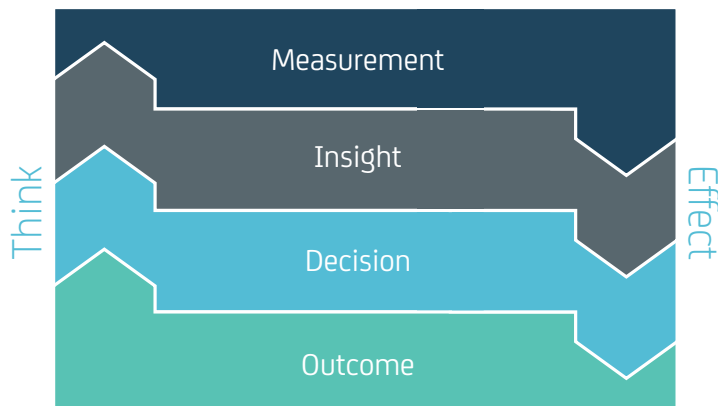 Measurement
Insight
Think
Effect
Decision
Outcome